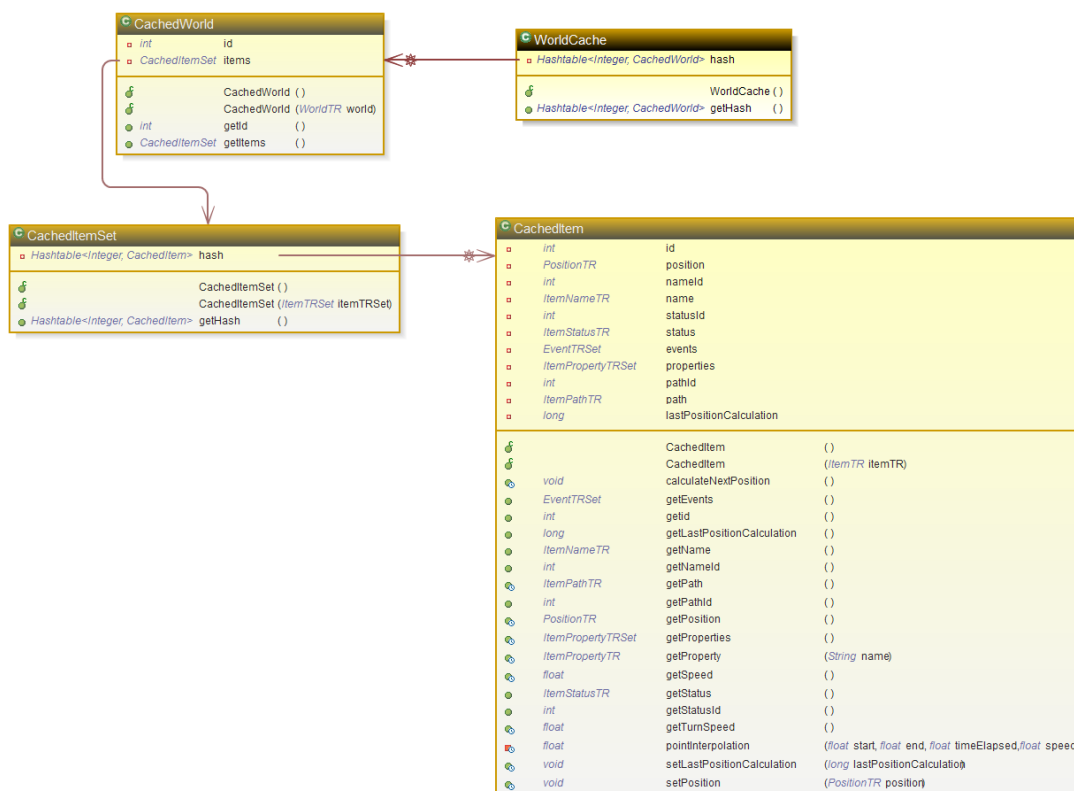 CachedWorld
int id
CachedItemSet items
CachedWorld ()
CachedWorld (WorldTR world)
int getId ()
CachedItemSet getItems ()
WorldCache
Hashtable<Integer, CachedWorld> hash
WorldCache ()
Hashtable<Integer, CachedWorld> getHash ()
CachedItemSet
Hashtable<Integer, CachedItem> hash
CachedItemSet ()
CachedItemSet (ItemTRSet itemTRSet)
Hashtable<Integer, CachedItem> getHash ()
CachedItem
int id
PositionTR position
int nameId
ItemNameTR name
int statusId
ItemStatusTR status
EventTRSet events
ItemPropertyTRSet properties
int pathId
ItemPathTR path
long lastPositionCalculation
CachedItem ()
CachedItem (ItemTR itemTR)
void calculateNextPosition ()
EventTRSet getEvents ()
int getid ()
long getLastPositionCalculation ()
ItemNameTR getName ()
int getNameId ()
ItemPathTR getPath ()
int getPathId ()
PositionTR getPosition ()
ItemPropertyTRSet getProperties ()
ItemPropertyTR getProperty (String name)
float getSpeed ()
ItemStatusTR getStatus ()
int getStatusId ()
float getTurnSpeed ()
float pointInterpolation (float start, float end, float timeElapsed,float speed
void setLastPositionCalculation (long lastPositionCalculation)
void setPosition (PositionTR position)